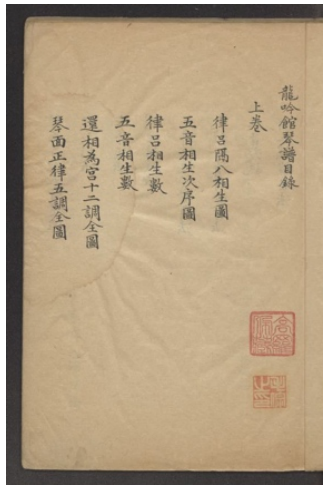 龍吟館琴譜目錄
上卷
律呂隔八相生圖
五音相生次序圖
律呂相生數
五音相生數
還相為宮十二調全圖
琴面正律五調全圖